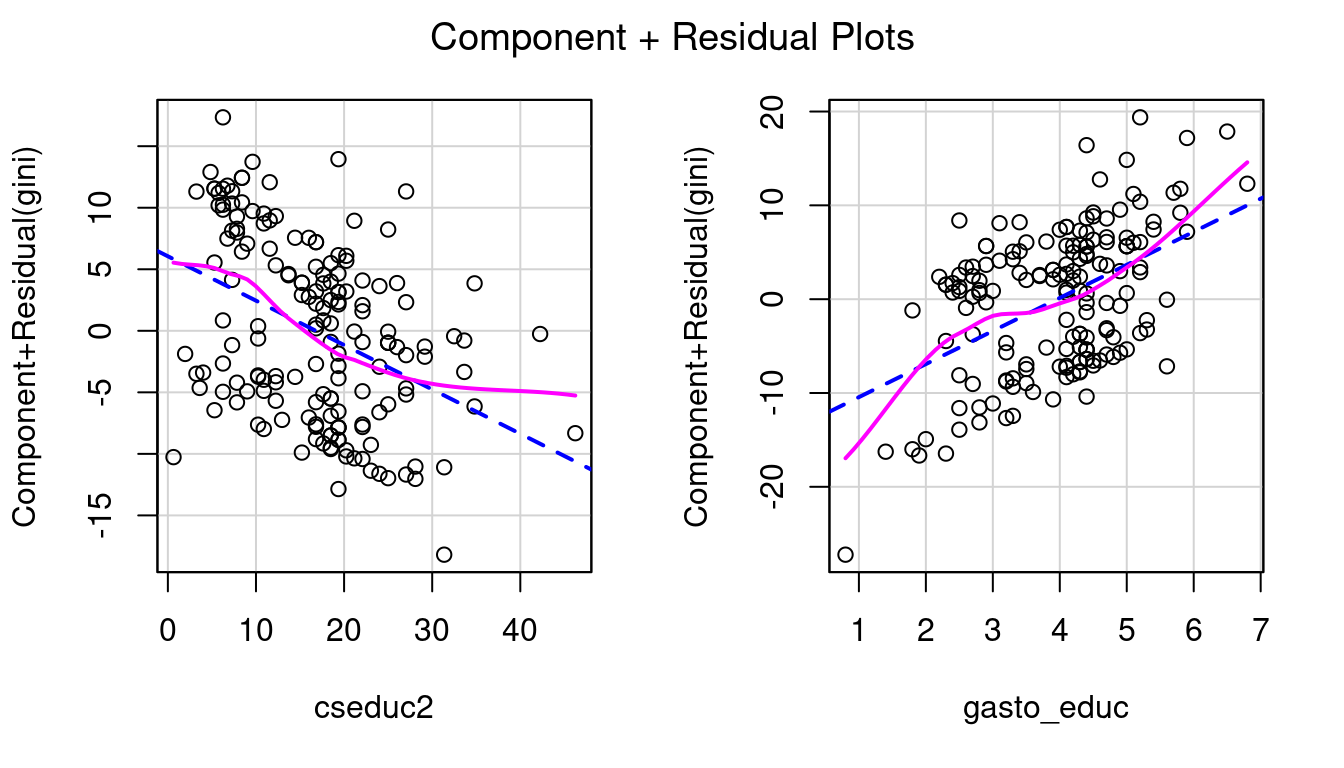 Component + Residual Plots
Component+Residual(gini)
10
5
0
-5
-15
0 10 20 30 40
cseduc2
Component+Residual(gini)
20
10
0
-10
-20
1 2 3 4 5 6 7
gasto_educ